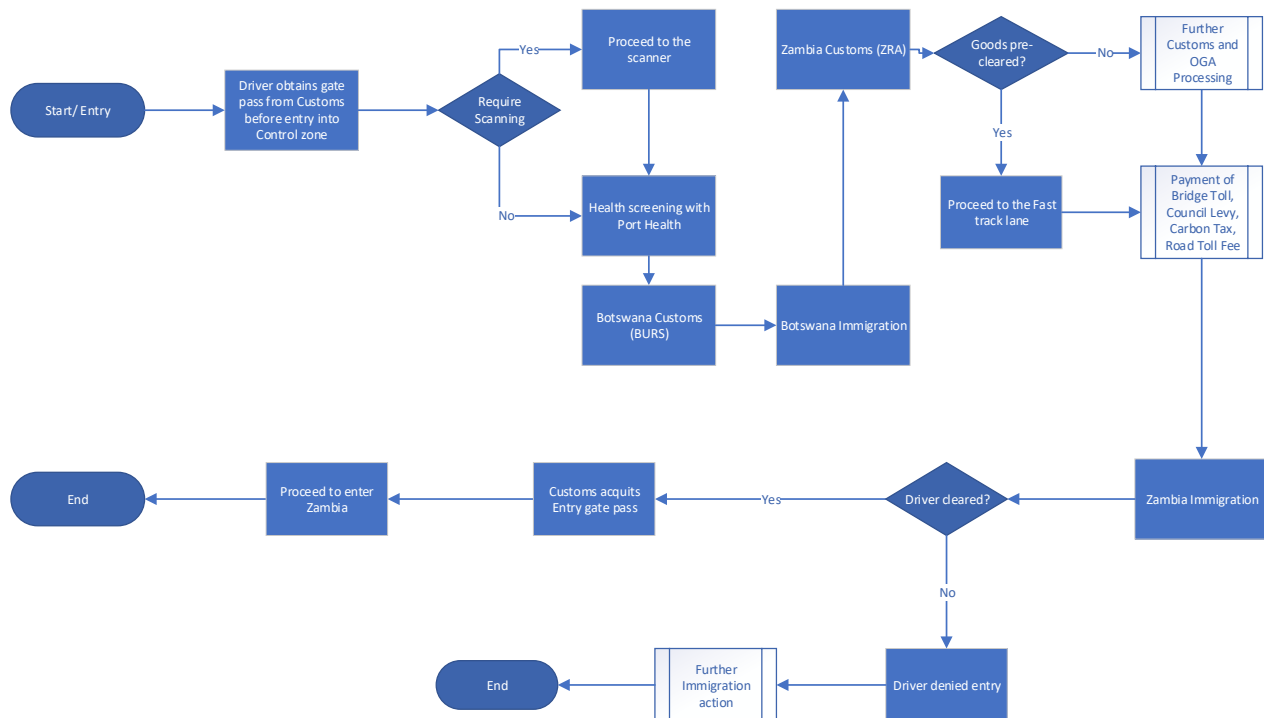 Start/ Entry
Driver obtains gate
pass from Customs
before entry into
Control zone
Require
Scanning
Yes
No
Proceed to the
scanner
Health screening with
Port Health
Botswana Customs
(BURS)
Botswana Immigration
Zambia Customs (ZRA)
Goods pre-
cleared?
No
Yes
Further
Customs and
OGA
Processing
Proceed to the Fast
track lane
Payment of
Bridge Toll,
Council Levy,
Carbon Tax,
Road Toll Fee
Zambia Immigration
Driver cleared?
Yes
Customs acquits
Entry gate pass
Proceed to enter
Zambia
End
No
Driver denied entry
Further
Immigration
action
End